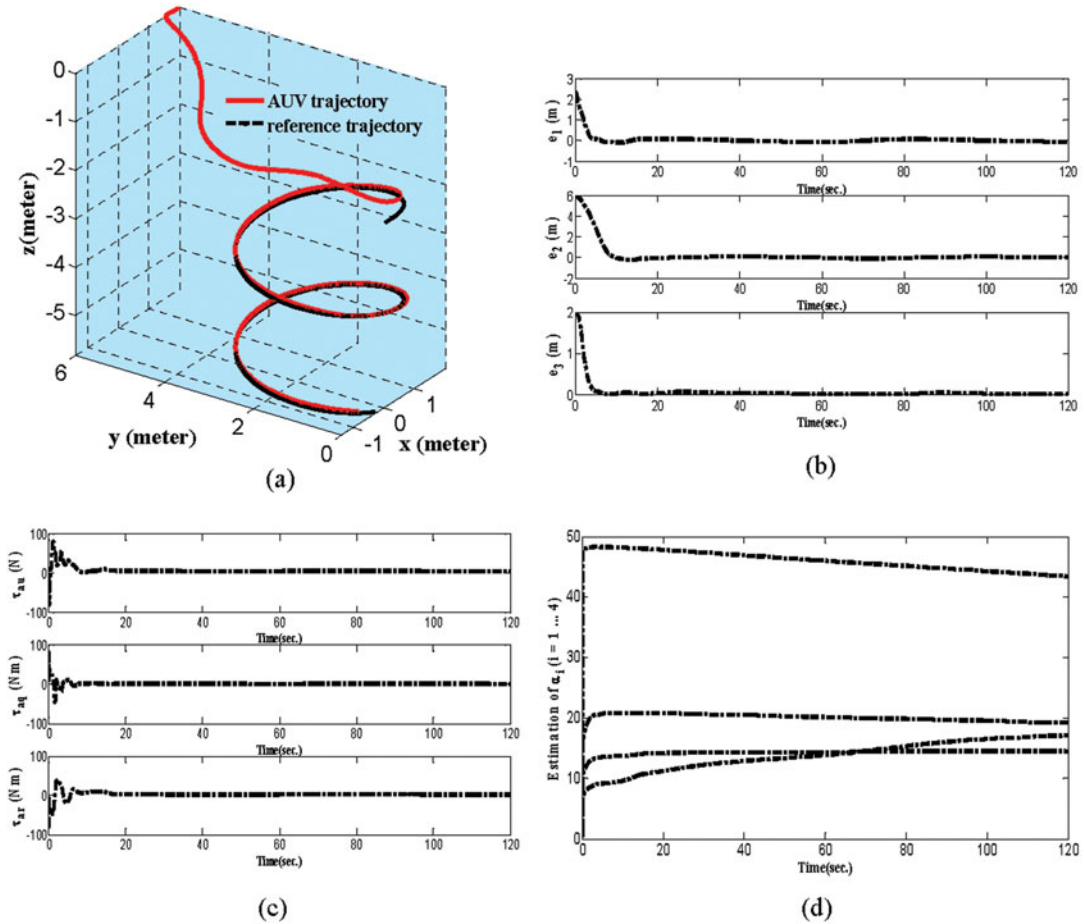 0
-1
-2
-3
-4
-5
z(meter)
AUV trajectory
reference trajectory
6
4
2
0
y (meter)
-1
0
1
x (meter)
(a)
3
2
1
0
-1
e1 (m)
0 20 40 60 80 100 120
Time(sec.)
6
4
2
0
-2
e2 (m)
0 20 40 60 80 100 120
Time(sec.)
2
0
e3 (m)
0 20 40 60 80 100 120
Time(sec.)
(b)
100
0
-100
τau (N)
0 20 40 60 80 100 120
Time(sec.)
100
0
-100
τaq (Nm)
0 20 40 60 80 100 120
Time(sec.)
100
0
-100
τar (Nm)
0 20 40 60 80 100 120
Time(sec.)
(c)
50
40
30
20
10
0
Estimation of αi (i = 1 ... 4)
0 20 40 60 80 100 120
Time(sec.)
(d)